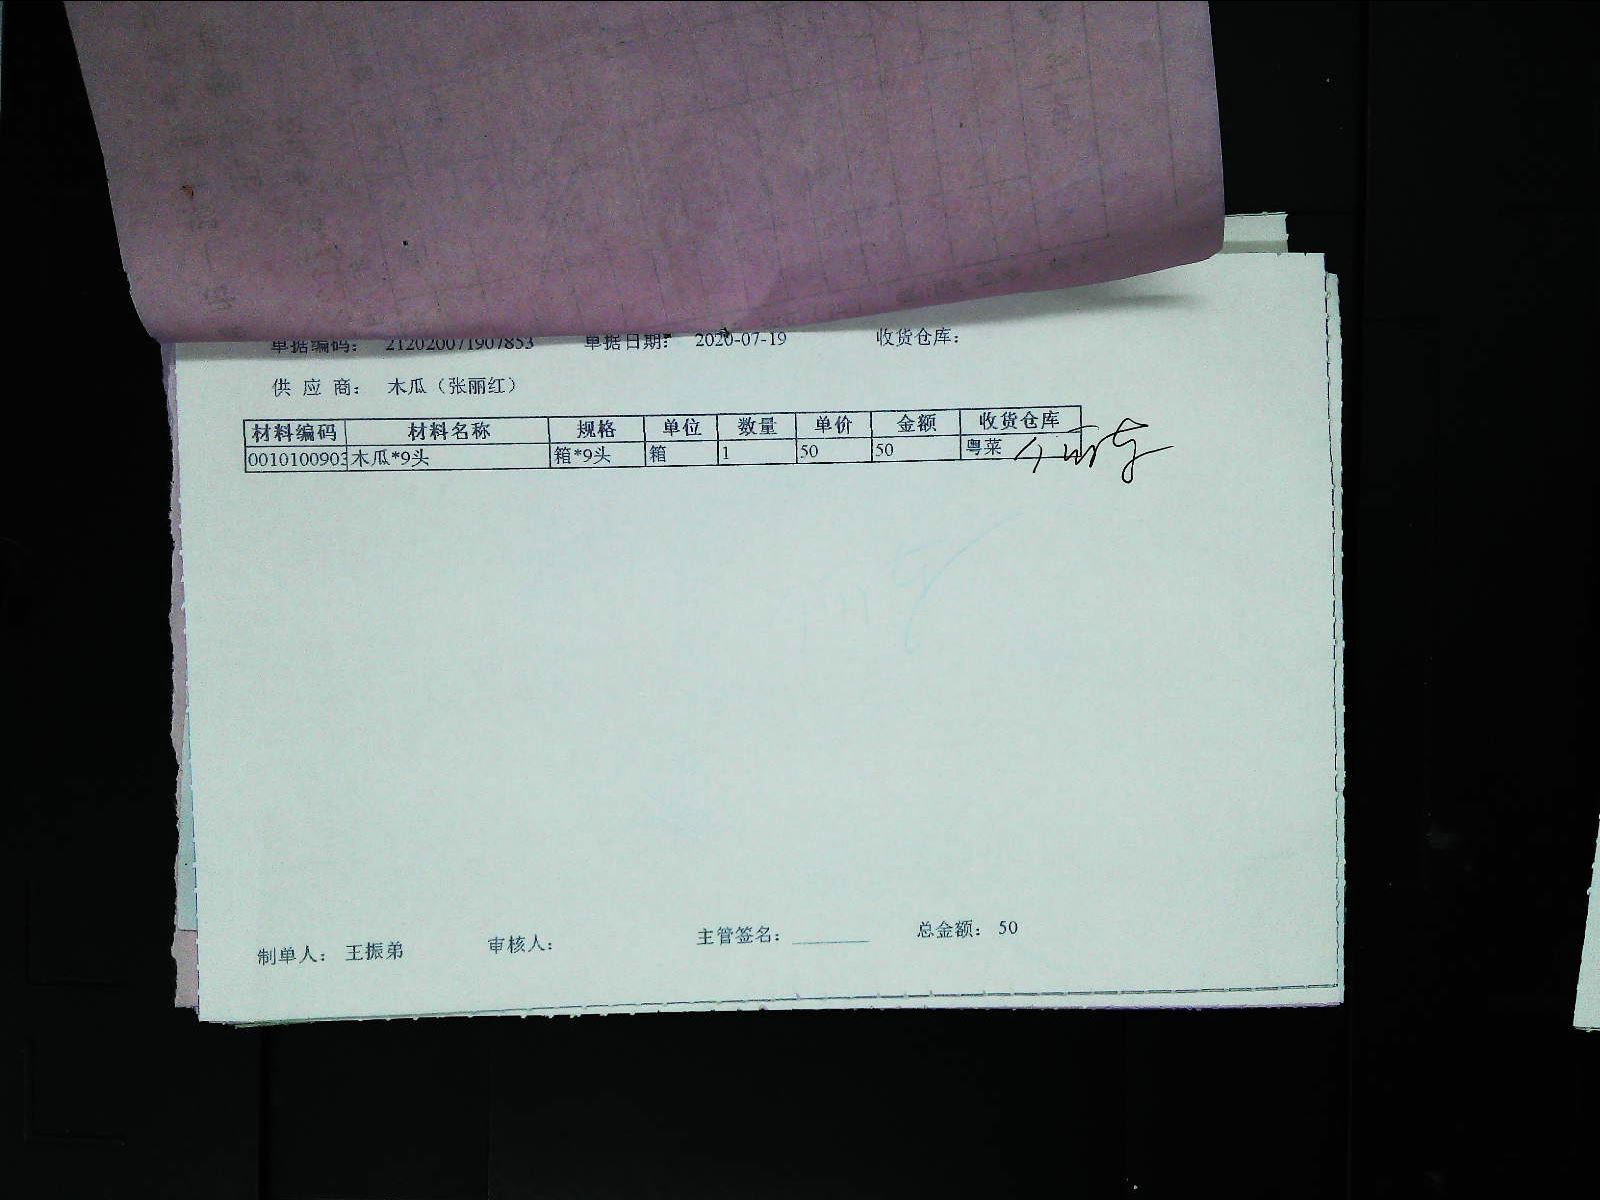 单据编码: 212020071907853 单据日期: 2020-07-19 收货仓库:
供 应 商: 木瓜（张丽红）
材料编码 材料名称 规格 单位 数量 单价 金额 收货仓库
0010100903 木瓜*9头 箱*9头 箱 1 50 50 粤菜
制单人: 王振弟 审核人: 主管签名: ________ 总金额: 50